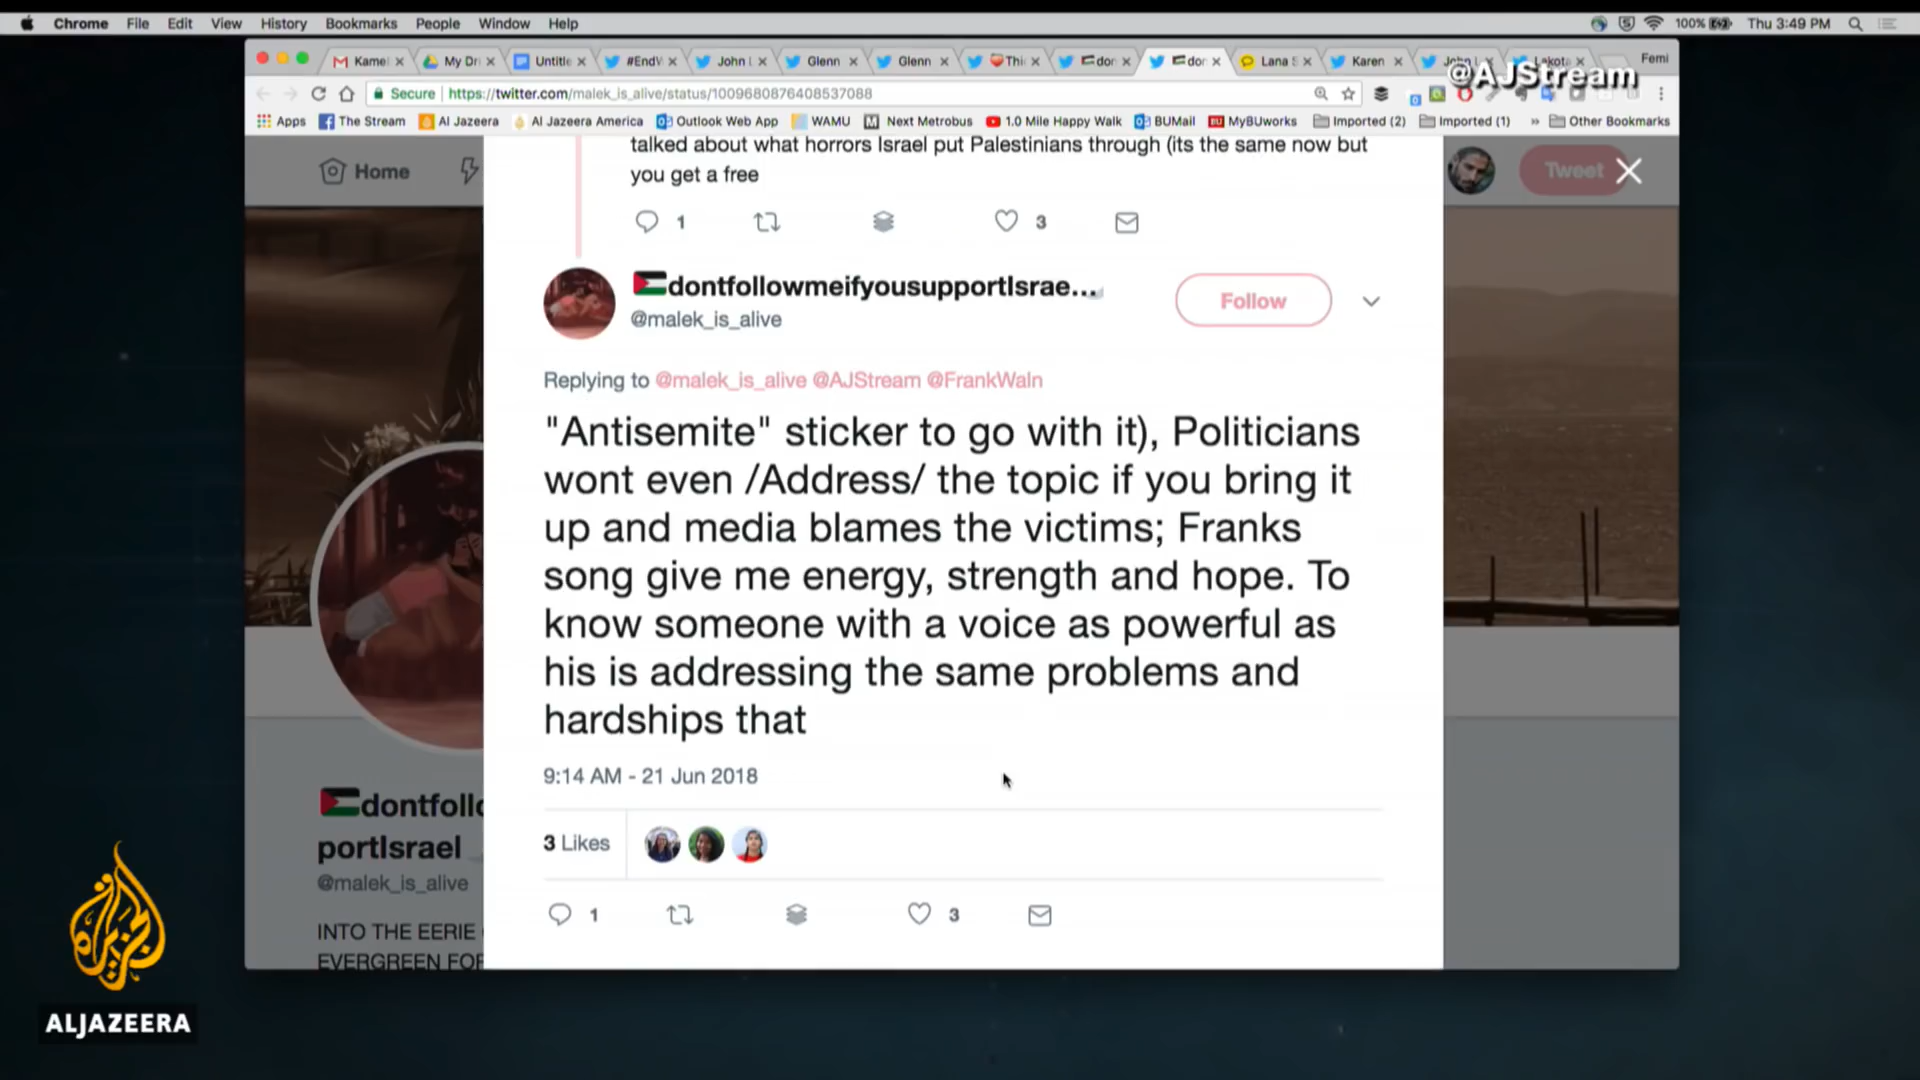 Chrome File Edit View History Bookmarks People Window Help 100% Thu 3:49 PM
Kamel My Dri Untitle #EndV John L Glenn Glenn Thi dor dor Lana S Karen John L Lakota Femi
@AJStream
Secure https://twitter.com/malek_is_alive/status/1009680876408537088
Apps The Stream Al Jazeera Al Jazeera America Outlook Web App WAMU Next Metrobus 1.0 Mile Happy Walk BUMail MyBUworks Imported (2) Imported (1) » Other Bookmarks
talked about what horrors Israel put Palestinians through (its the same now but
you get a free
Home
Tweet
1 3
dontfollowmeifyousupportIsrae...
@malek_is_alive
Follow
Replying to @malek_is_alive @AJStream @FrankWaln
"Antisemite" sticker to go with it), Politicians
wont even /Address/ the topic if you bring it
up and media blames the victims; Franks
song give me energy, strength and hope. To
know someone with a voice as powerful as
his is addressing the same problems and
hardships that
9:14 AM - 21 Jun 2018
3 Likes
1 3
dontfollo
portIsrael
@malek_is_alive
INTO THE EERIE
EVERGREEN FOR
الجزيرة
ALJAZEERA